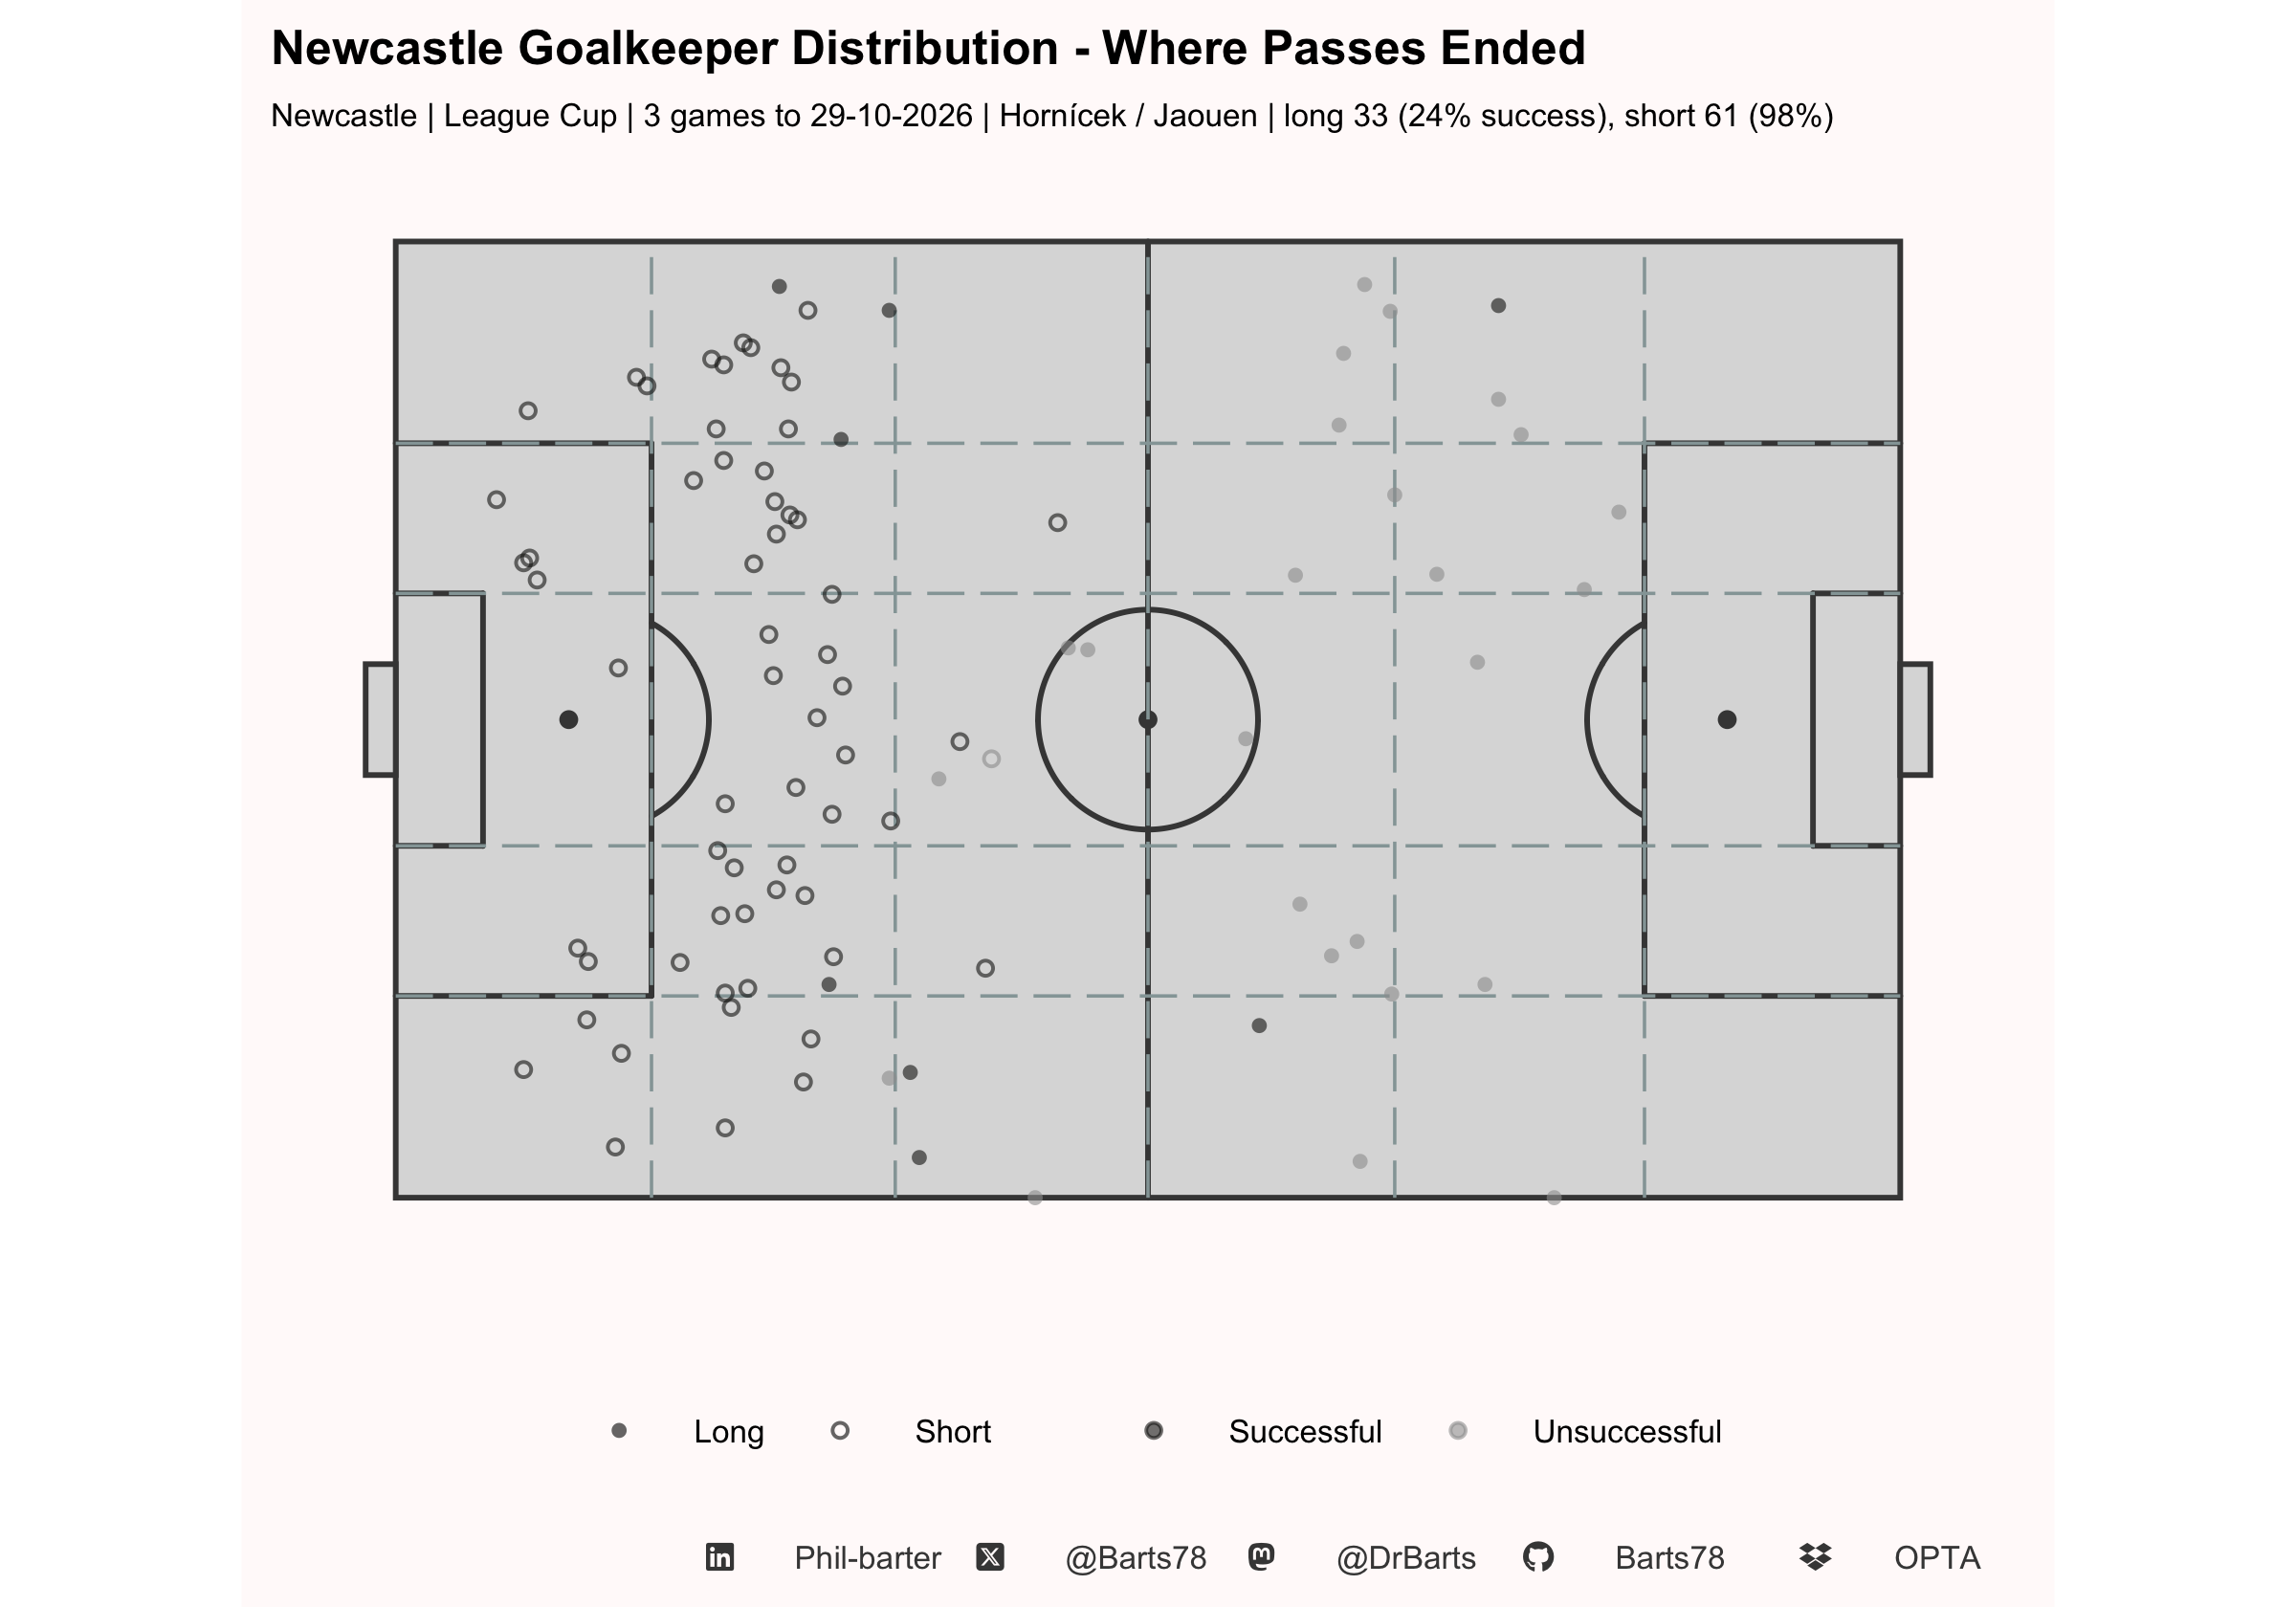 Newcastle Goalkeeper Distribution - Where Passes Ended
Newcastle | League Cup | 3 games to 29-10-2026 | Hornícek / Jaouen | long 33 (24% success), short 61 (98%)
Long Short Successful Unsuccessful
Phil-barter @Barts78 @DrBarts Barts78 OPTA